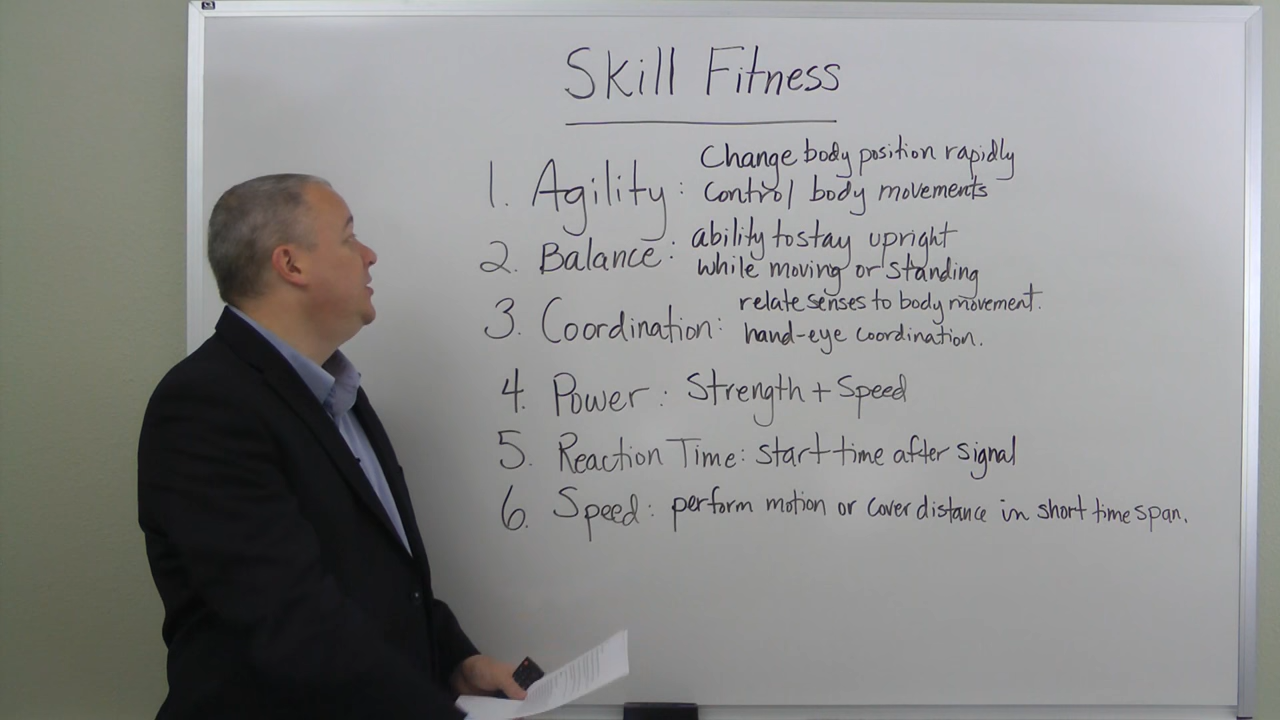 Skill Fitness
1. Agility: Change body position rapidly
control body movements
2. Balance: ability to stay upright
while moving or standing
3. Coordination: relate senses to body movement.
hand-eye coordination.
4. Power: Strength + Speed
5. Reaction Time: start time after signal
6. Speed: perform motion or cover distance in short time span.